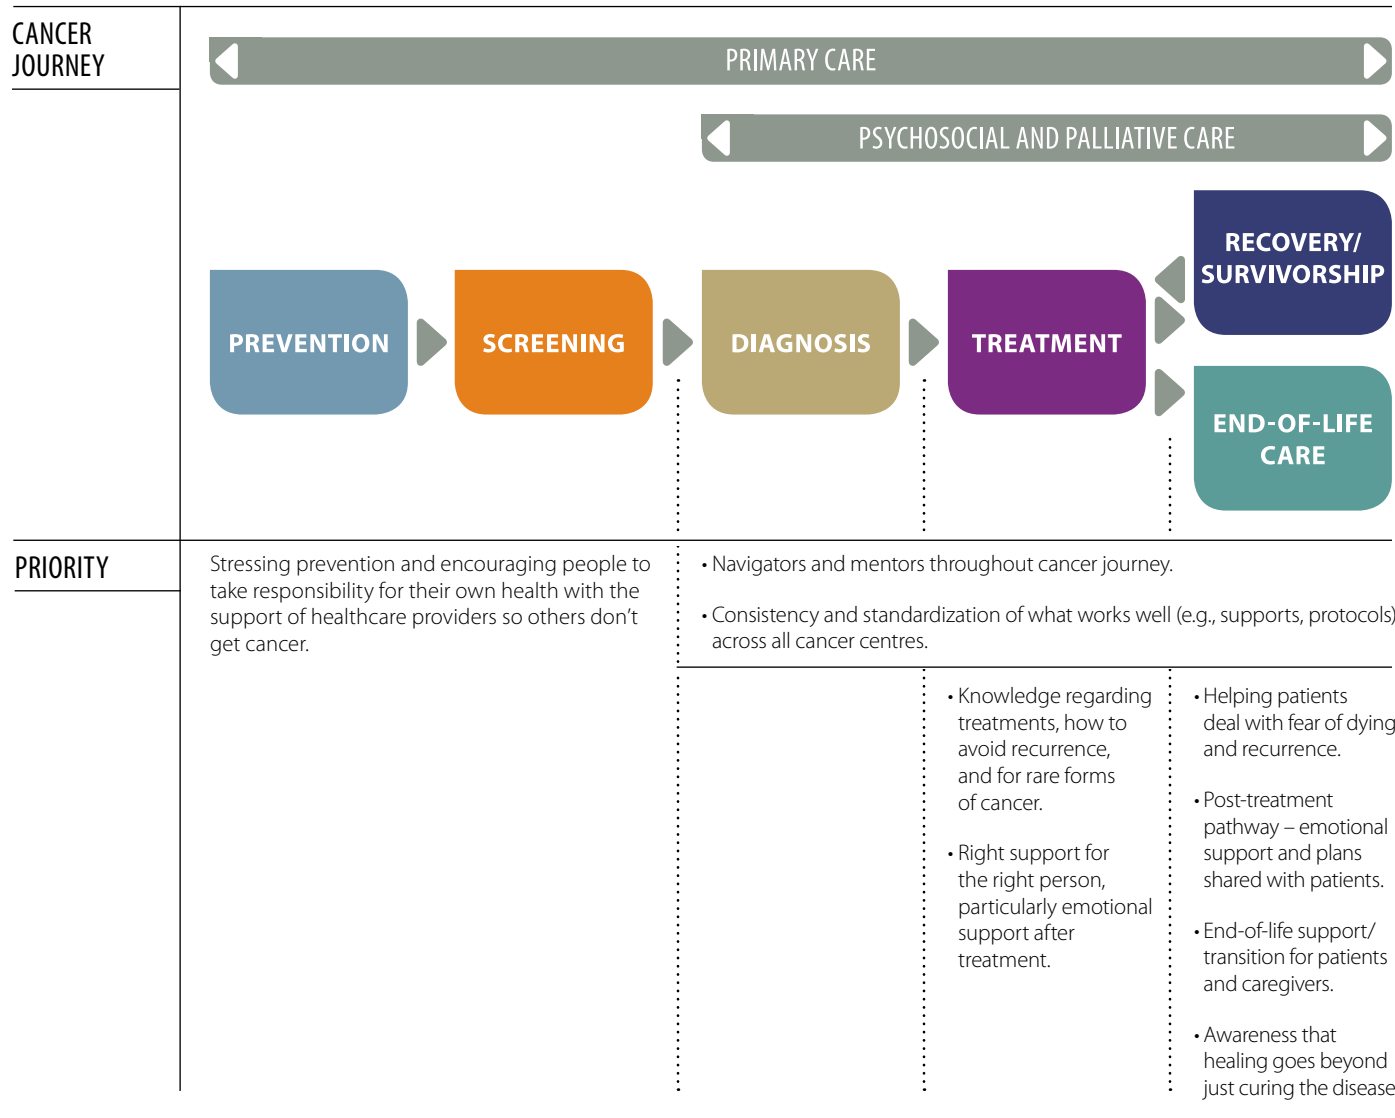 CANCER
JOURNEY
PRIMARY CARE
PSYCHOSOCIAL AND PALLIATIVE CARE
PREVENTION
SCREENING
DIAGNOSIS
TREATMENT
RECOVERY/
SURVIVORSHIP
END-OF-LIFE
CARE
PRIORITY
Stressing prevention and encouraging people to
take responsibility for their own health with the
support of healthcare providers so others don’t
get cancer.
• Navigators and mentors throughout cancer journey.
• Consistency and standardization of what works well (e.g., supports, protocols)
across all cancer centres.
• Knowledge regarding
treatments, how to
avoid recurrence,
and for rare forms
of cancer.
• Right support for
the right person,
particularly emotional
support after
treatment.
• Helping patients
deal with fear of dying
and recurrence.
• Post-treatment
pathway – emotional
support and plans
shared with patients.
• End-of-life support/
transition for patients
and caregivers.
• Awareness that
healing goes beyond
just curing the disease